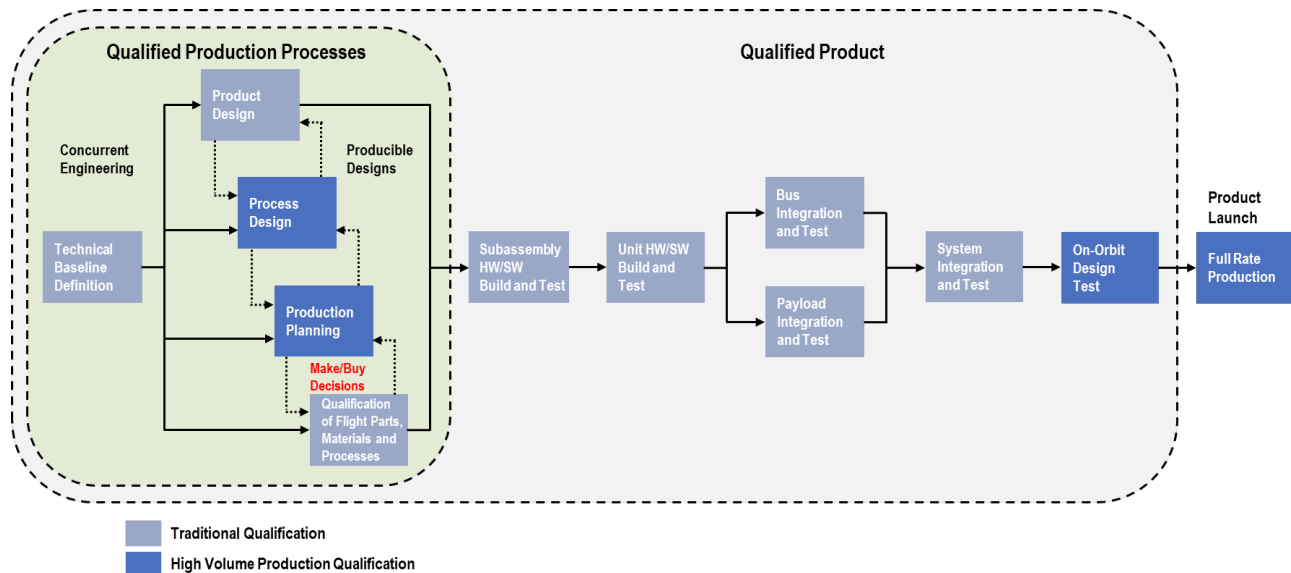 Qualified Production Processes
Qualified Product
Product
Design
Concurrent
Engineering
Producible
Designs
Process
Design
Technical
Baseline
Definition
Production
Planning
Make/Buy
Decisions
Qualification
of Flight Parts,
Materials and
Processes
Subassembly
HW/SW
Build and Test
Unit HW/SW
Build and
Test
Bus
Integration
and Test
Payload
Integration
and Test
System
Integration
and Test
On-Orbit
Design
Test
Product
Launch
Full Rate
Production
Traditional Qualification
High Volume Production Qualification